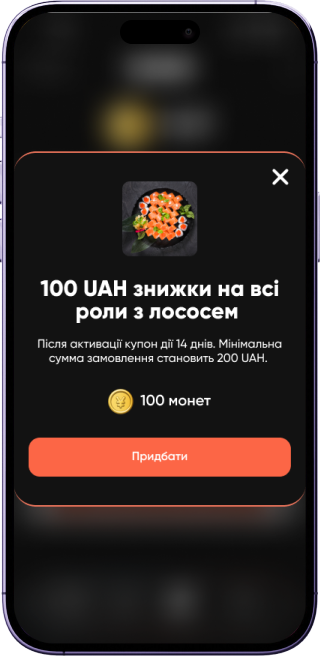 100 UAH знижки на всі
роли з лососем
Після активації купон дії 14 днів. Мінімальна
сумма замовлення становить 200 UAH.
100 монет
Придбати